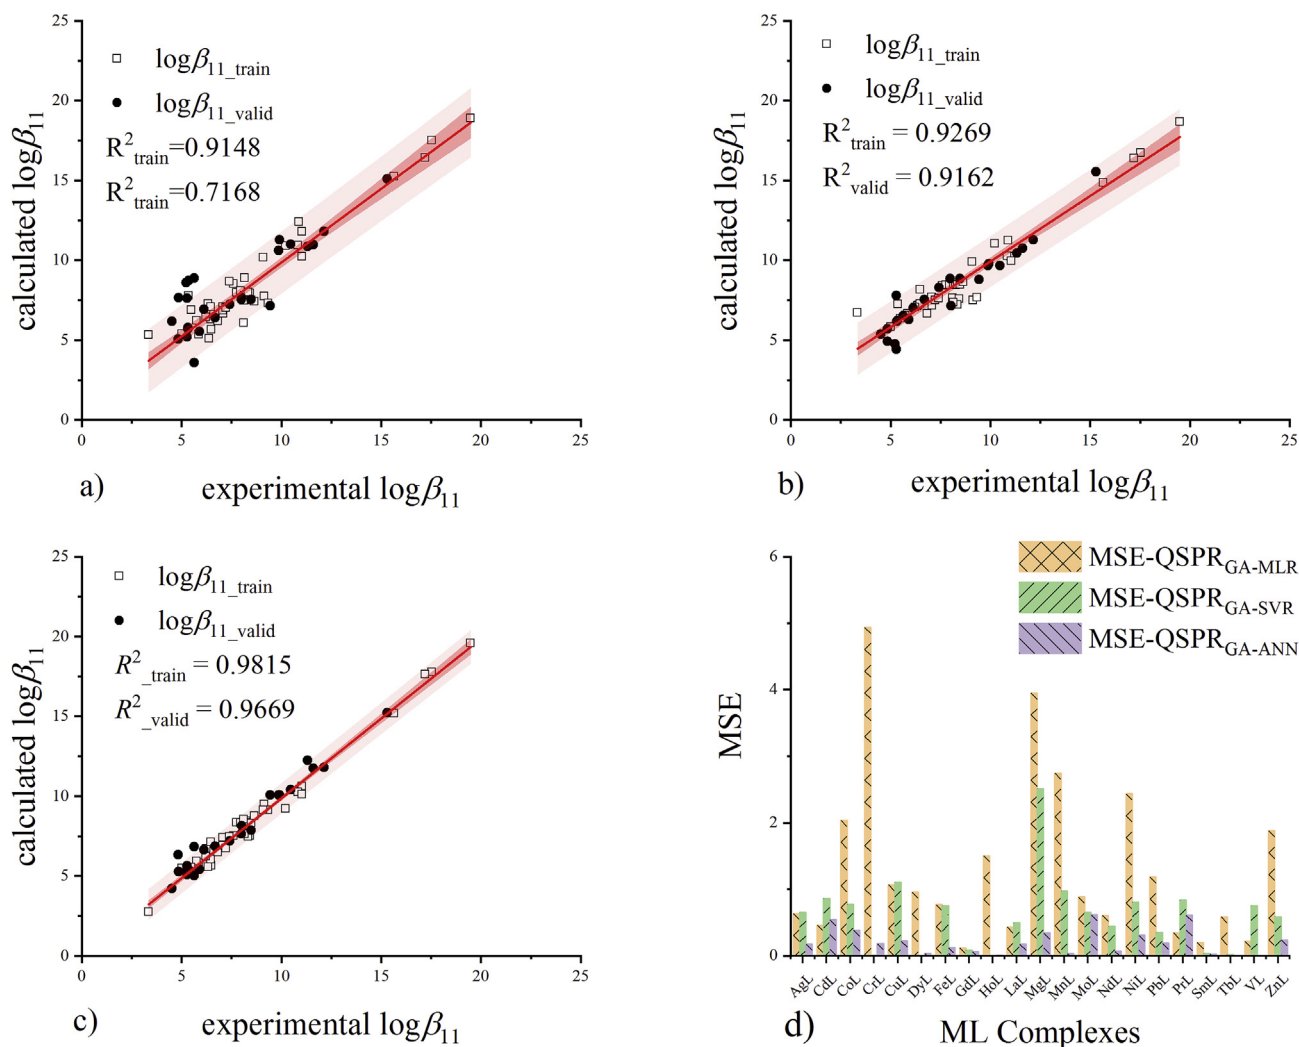 25
20
15
10
5
0
calculated logβ11
logβ11_train
logβ11_valid
R²train=0.9148
R²train=0.7168
0 5 10 15 20 25
a) experimental logβ11
25
20
15
10
5
0
calculated logβ11
logβ11_train
logβ11_valid
R²train = 0.9269
R²valid = 0.9162
0 5 10 15 20 25
b) experimental logβ11
25
20
15
10
5
0
calculated logβ11
logβ11_train
logβ11_valid
R²_train = 0.9815
R²_valid = 0.9669
0 5 10 15 20 25
c) experimental logβ11
6
4
2
0
MSE
MSE-QSPRGA-MLR
MSE-QSPRGA-SVR
MSE-QSPRGA-ANN
AgL CdL CoL CrL CuL DyL FeL GdL HoL LaL MgL MnL MoL NdL NiL PbL PrL SmL TbL VL ZnL
d) ML Complexes